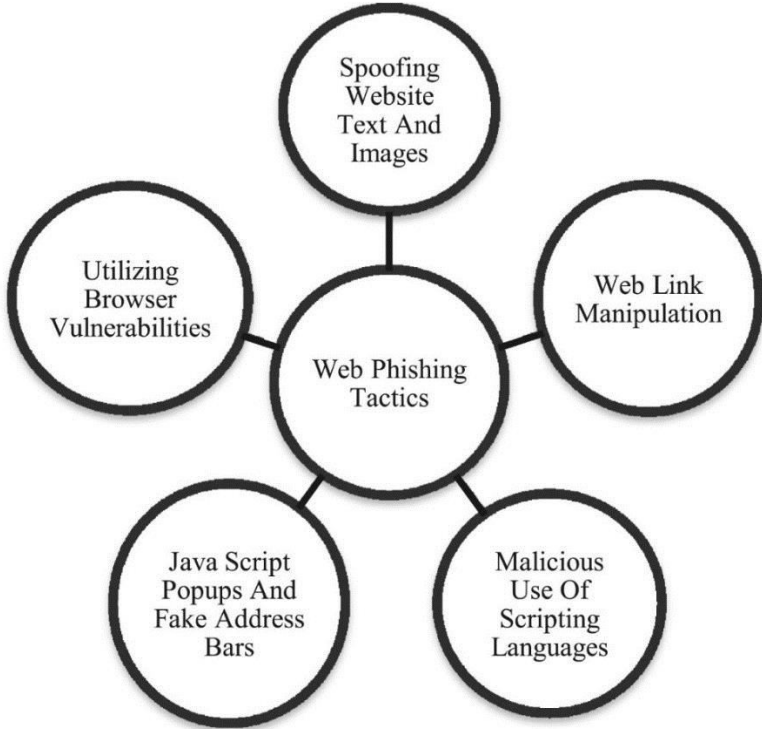 Spoofing
Website
Text And
Images
Utilizing
Browser
Vulnerabilities
Web Link
Manipulation
Web Phishing
Tactics
Java Script
Popups And
Fake Address
Bars
Malicious
Use Of
Scripting
Languages